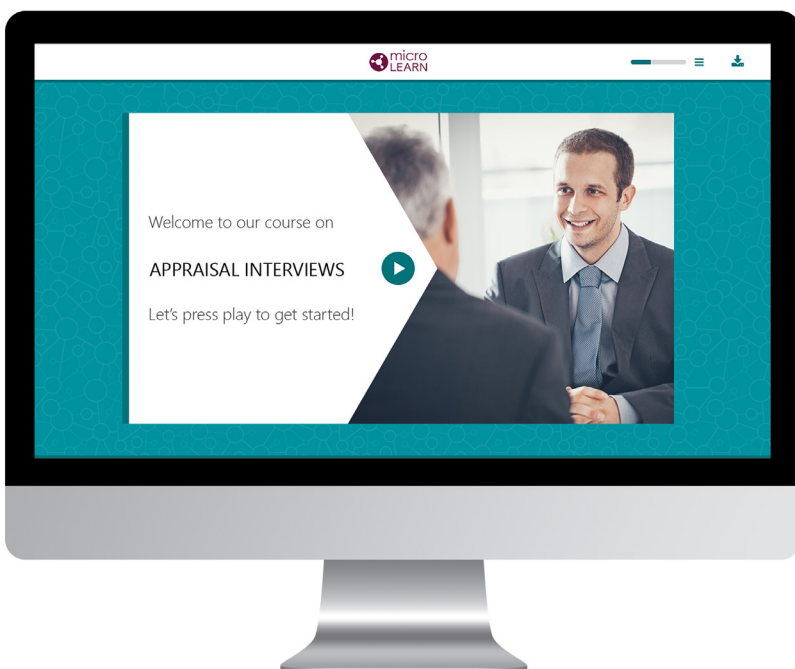 micro
LEARN
Welcome to our course on
APPRAISAL INTERVIEWS
Let's press play to get started!